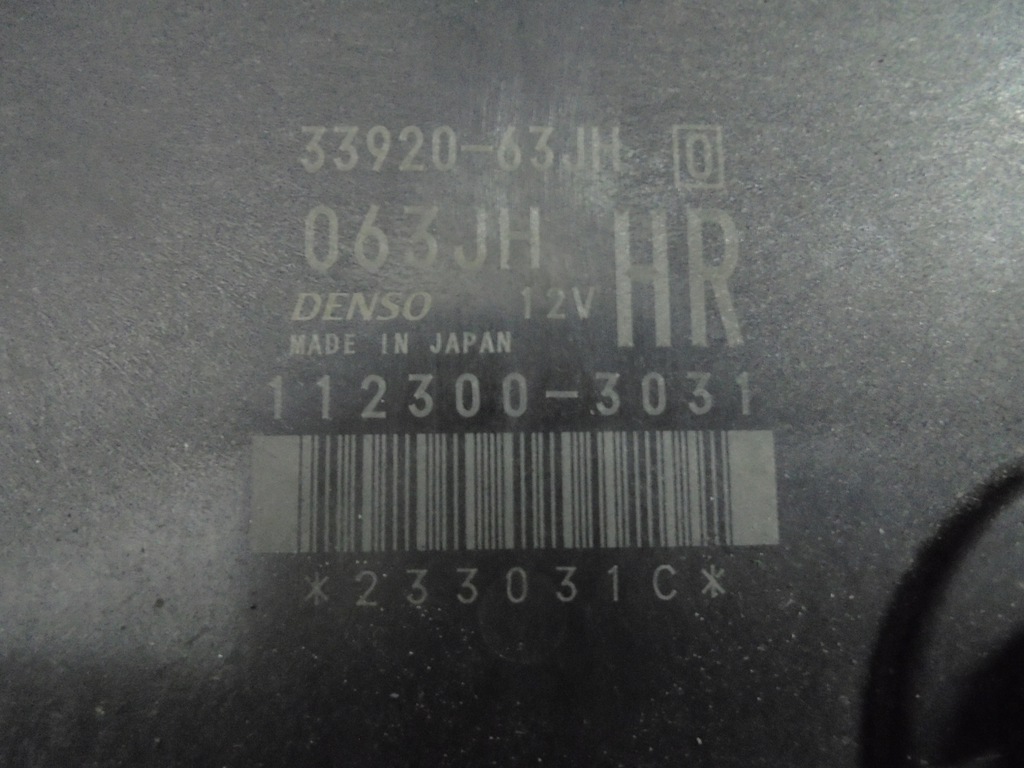 33920-63JH 0
063JH HR
DENSO 12V
MADE IN JAPAN
112300-3031
*233031C*